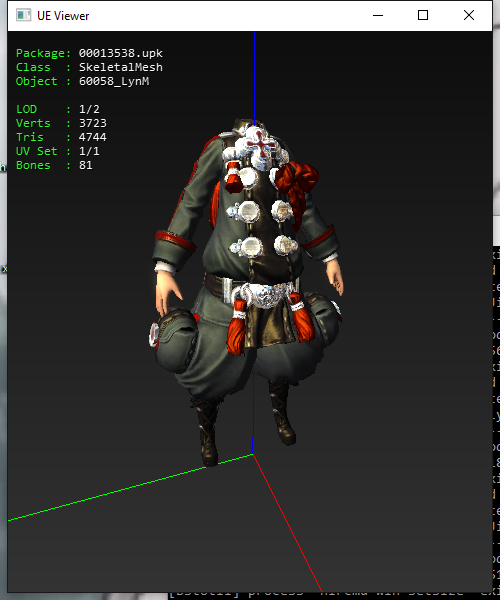 UE Viewer
Package: 00013538.upk
Class : SkeletalMesh
Object : 60058_LynM
LOD : 1/2
Verts : 3723
Tris : 4744
UV Set : 1/1
Bones : 81